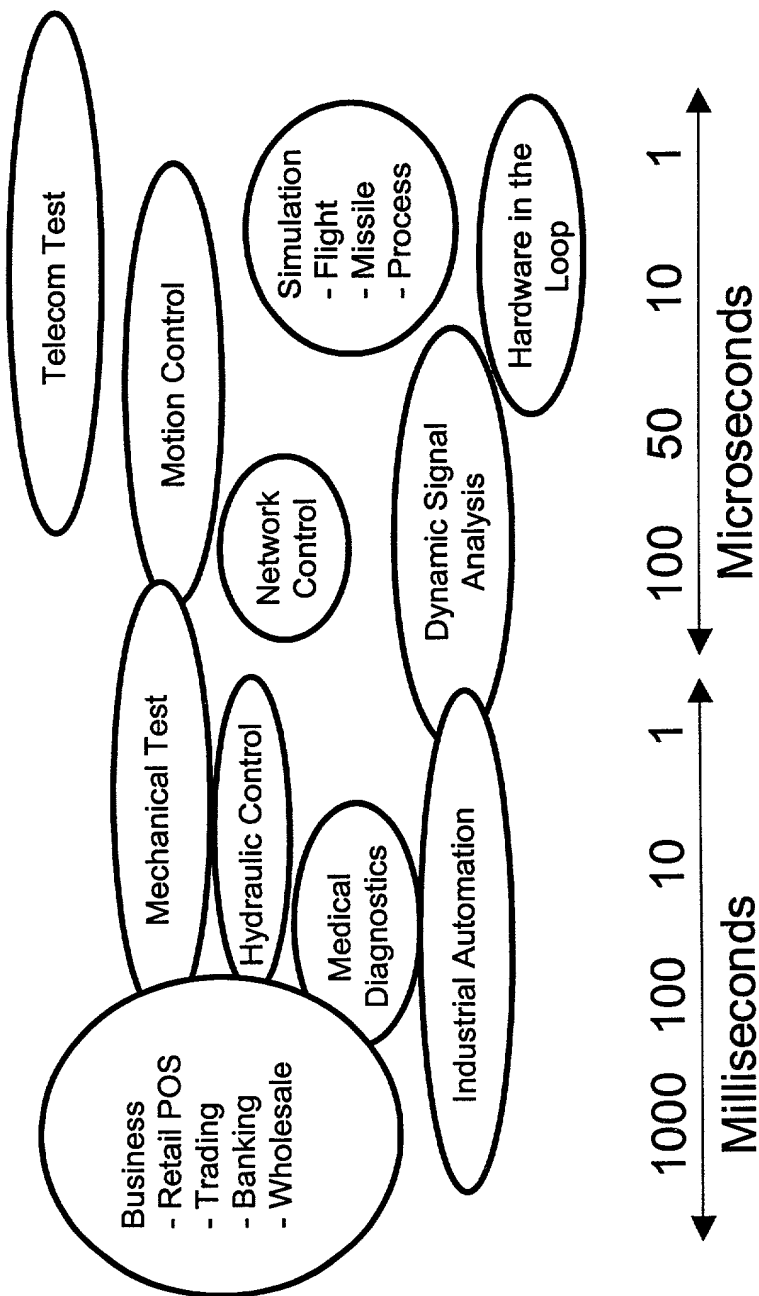 Telecom Test
Motion Control
Mechanical Test
Business
- Retail POS
- Trading
- Banking
- Wholesale
Hydraulic Control
Network
Control
Simulation
- Flight
- Missile
- Process
Medical
Diagnostics
Dynamic Signal
Analysis
Industrial Automation
Hardware in the
Loop
1000 100 10 1 100 50 10 1
Milliseconds Microseconds